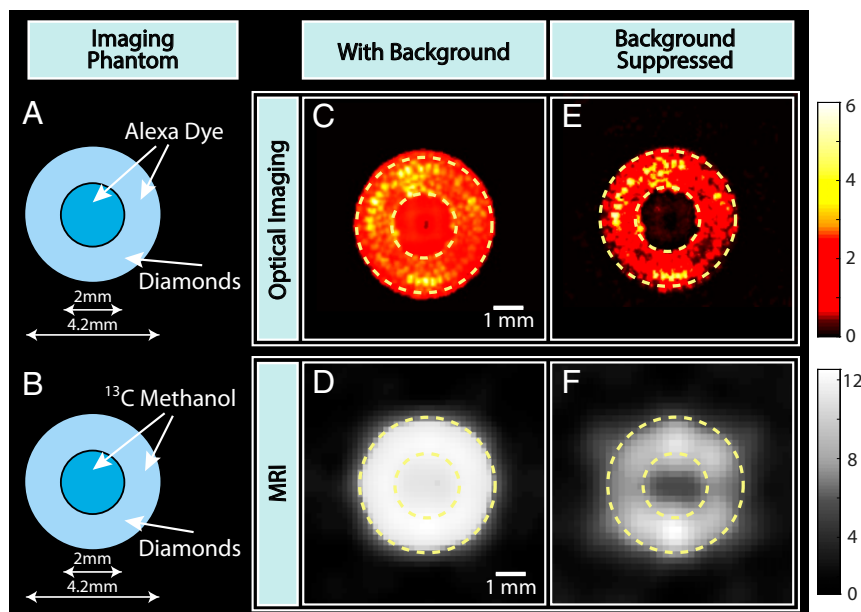 Imaging
Phantom
With Background
Background
Suppressed
A
Alexa Dye
Diamonds
2mm
4.2mm
Optical Imaging
C
1 mm
E
6
4
2
0
B
¹³C Methanol
Diamonds
2mm
4.2mm
MRI
D
1 mm
F
12
8
4
0